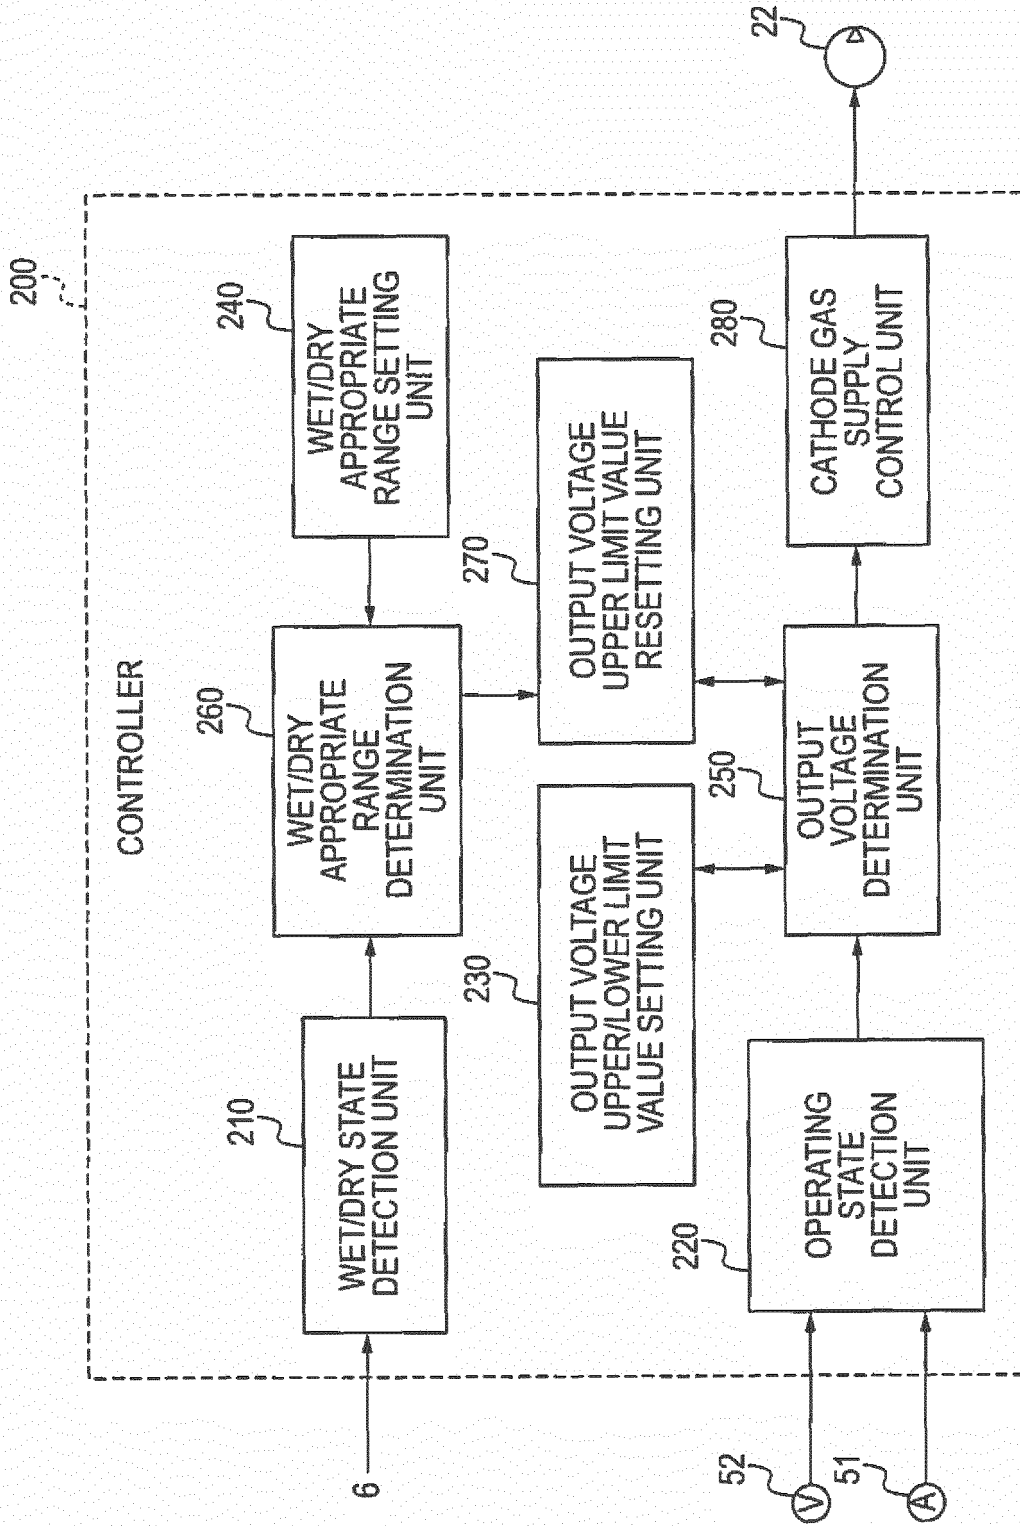 200
CONTROLLER
6
210
WET/DRY STATE
DETECTION UNIT
260
WET/DRY
APPROPRIATE
RANGE
DETERMINATION
UNIT
240
WET/DRY
APPROPRIATE
RANGE SETTING
UNIT
230
OUTPUT VOLTAGE
UPPER/LOWER LIMIT
VALUE SETTING UNIT
270
OUTPUT VOLTAGE
UPPER LIMIT VALUE
RESETTING UNIT
52
V
51
A
220
OPERATING
STATE
DETECTION
UNIT
250
OUTPUT
VOLTAGE
DETERMINATION
UNIT
280
CATHODE GAS
SUPPLY
CONTROL UNIT
22